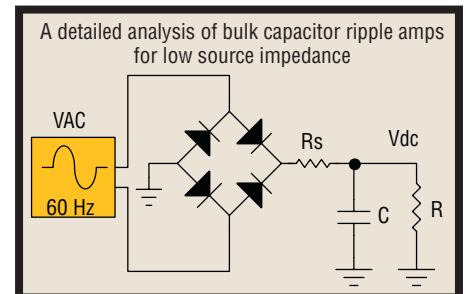 A detailed analysis of bulk capacitor ripple amps
for low source impedance
VAC
60 Hz
Rs
Vdc
C
R